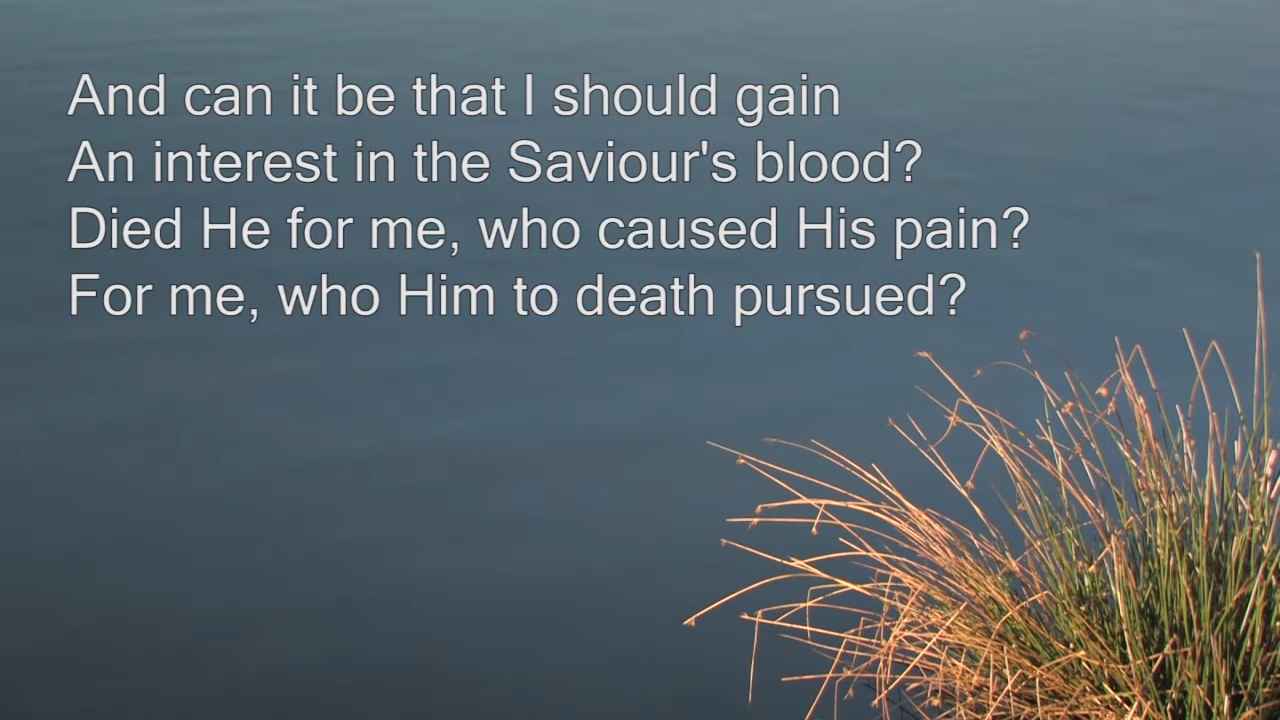 And can it be that I should gain
An interest in the Saviour's blood?
Died He for me, who caused His pain?
For me, who Him to death pursued?